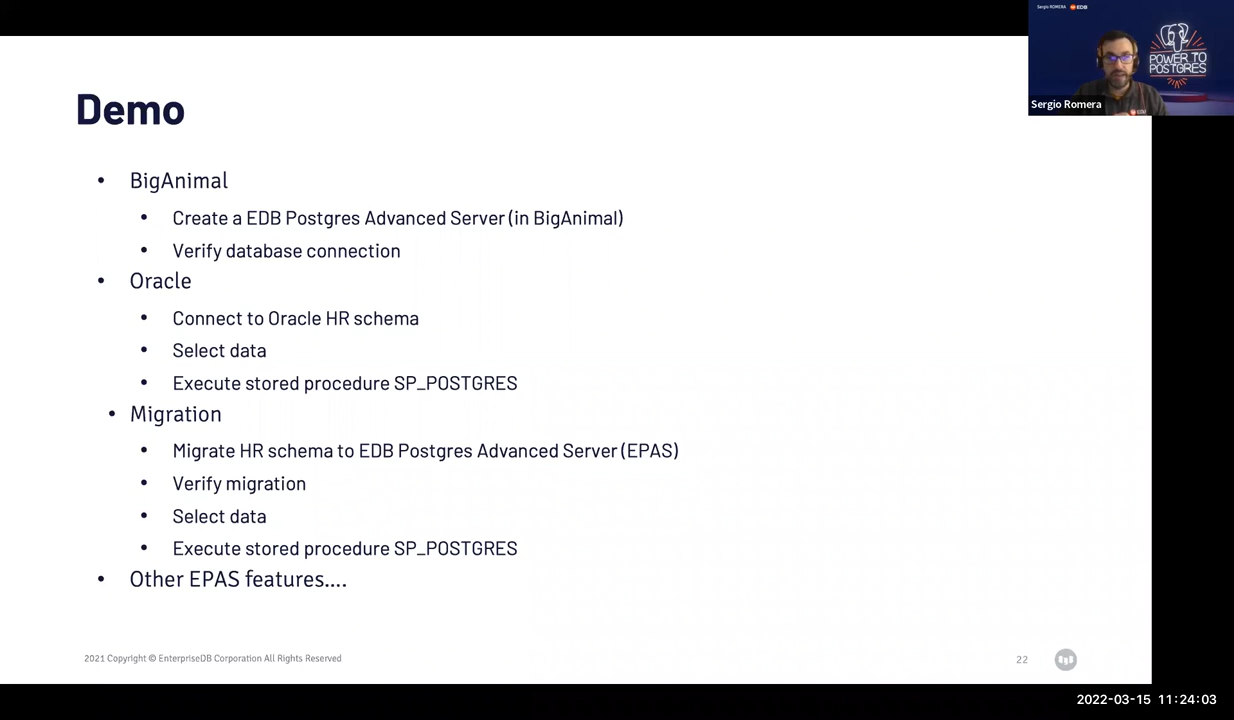 Sergio ROMERA EDB
POWER TO
POSTGRES
Sergio Romera
Demo
• BigAnimal
• Create a EDB Postgres Advanced Server (in BigAnimal)
• Verify database connection
• Oracle
• Connect to Oracle HR schema
• Select data
• Execute stored procedure SP_POSTGRES
• Migration
• Migrate HR schema to EDB Postgres Advanced Server (EPAS)
• Verify migration
• Select data
• Execute stored procedure SP_POSTGRES
• Other EPAS features....
2021 Copyright © EnterpriseDB Corporation All Rights Reserved
22
2022-03-15 11:24:03